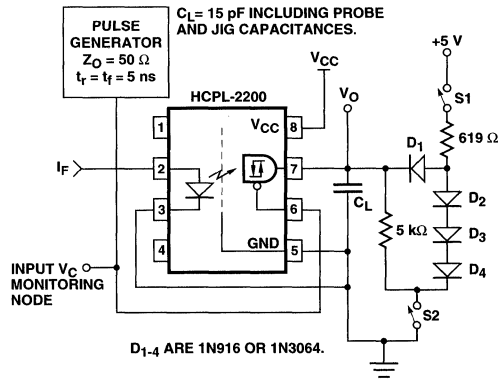 PULSE
GENERATOR
Z_O = 50 Ω
t_r = t_f = 5 ns
C_L= 15 pF INCLUDING PROBE
AND JIG CAPACITANCES.
+5 V
V_CC
HCPL-2200
V_O
S1
619 Ω
1
V_CC
8
I_F
2
7
D_1
D_2
3
6
C_L
5 kΩ
D_3
4
GND
5
D_4
INPUT V_C
MONITORING
NODE
S2
D_1-4 ARE 1N916 OR 1N3064.